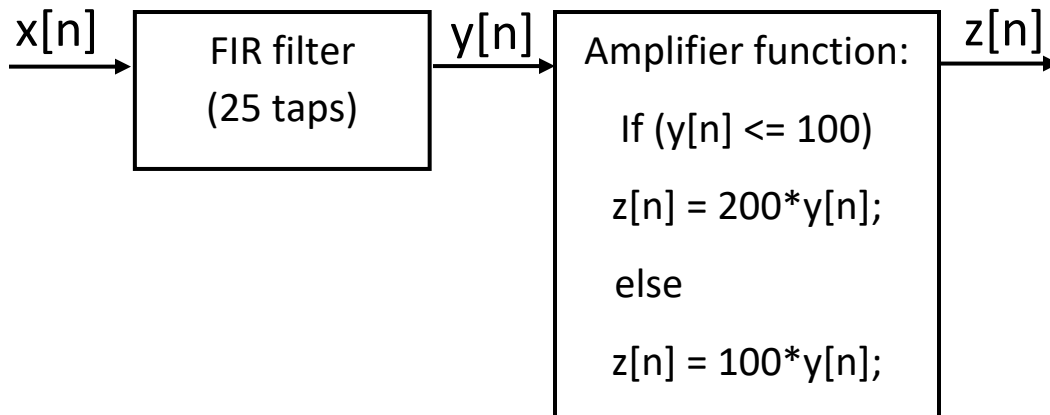 x[n]
FIR filter
(25 taps)
y[n]
Amplifier function:
If (y[n] <= 100)
z[n] = 200*y[n];
else
z[n] = 100*y[n];
z[n]